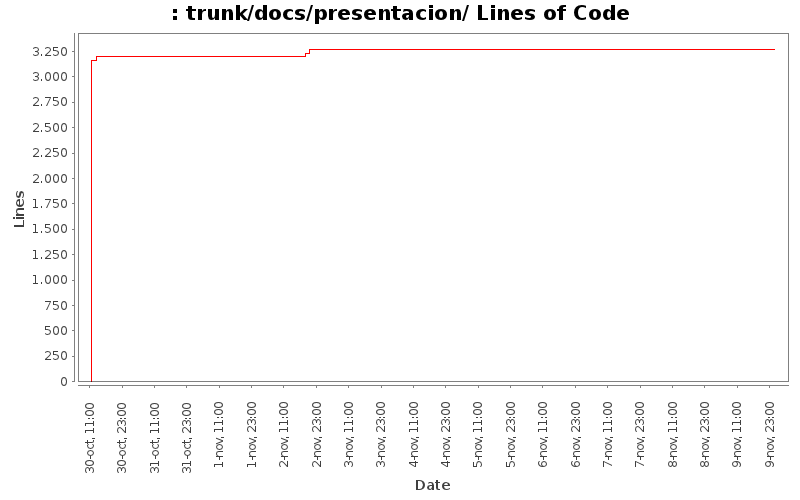 : trunk/docs/presentacion/ Lines of Code
Lines
3.250
3.000
2.750
2.500
2.250
2.000
1.750
1.500
1.250
1.000
750
500
250
0
30-oct, 11:00
30-oct, 23:00
31-oct, 11:00
31-oct, 23:00
1-nov, 11:00
1-nov, 23:00
2-nov, 11:00
2-nov, 23:00
3-nov, 11:00
3-nov, 23:00
4-nov, 11:00
4-nov, 23:00
5-nov, 11:00
5-nov, 23:00
6-nov, 11:00
6-nov, 23:00
7-nov, 11:00
7-nov, 23:00
8-nov, 11:00
8-nov, 23:00
9-nov, 11:00
9-nov, 23:00
Date